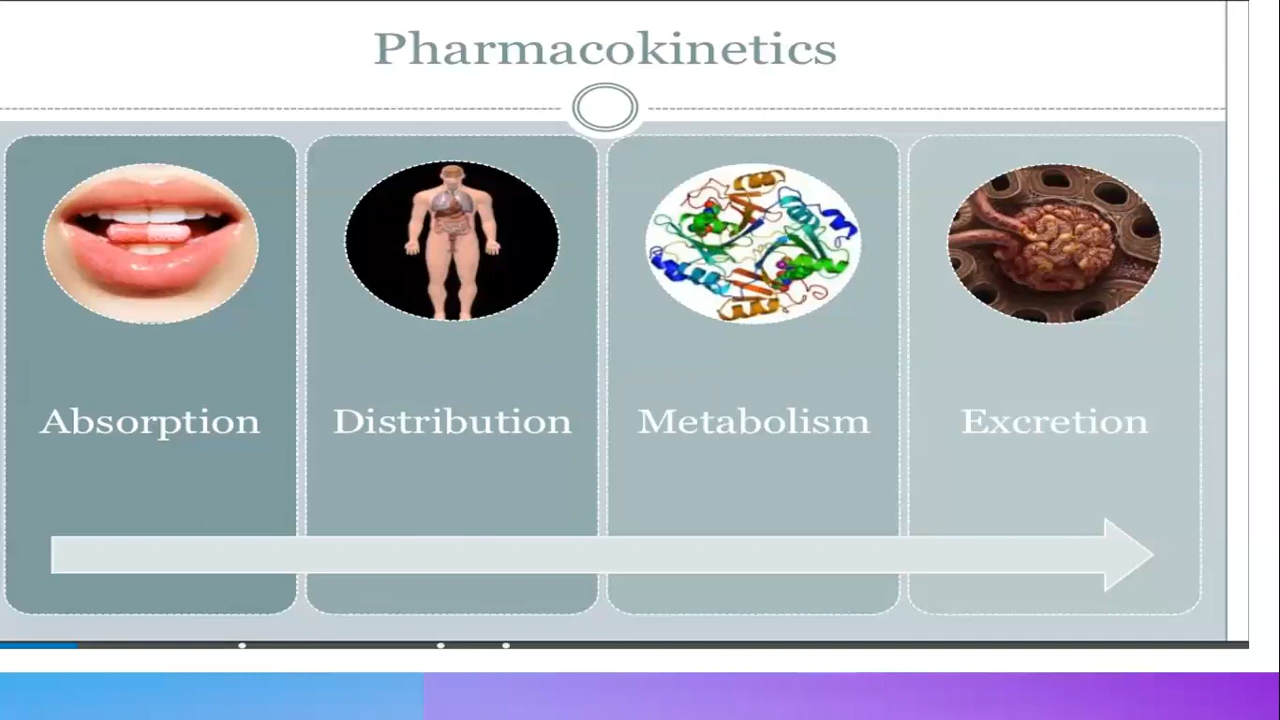 Pharmacokinetics
Absorption
Distribution
Metabolism
Excretion